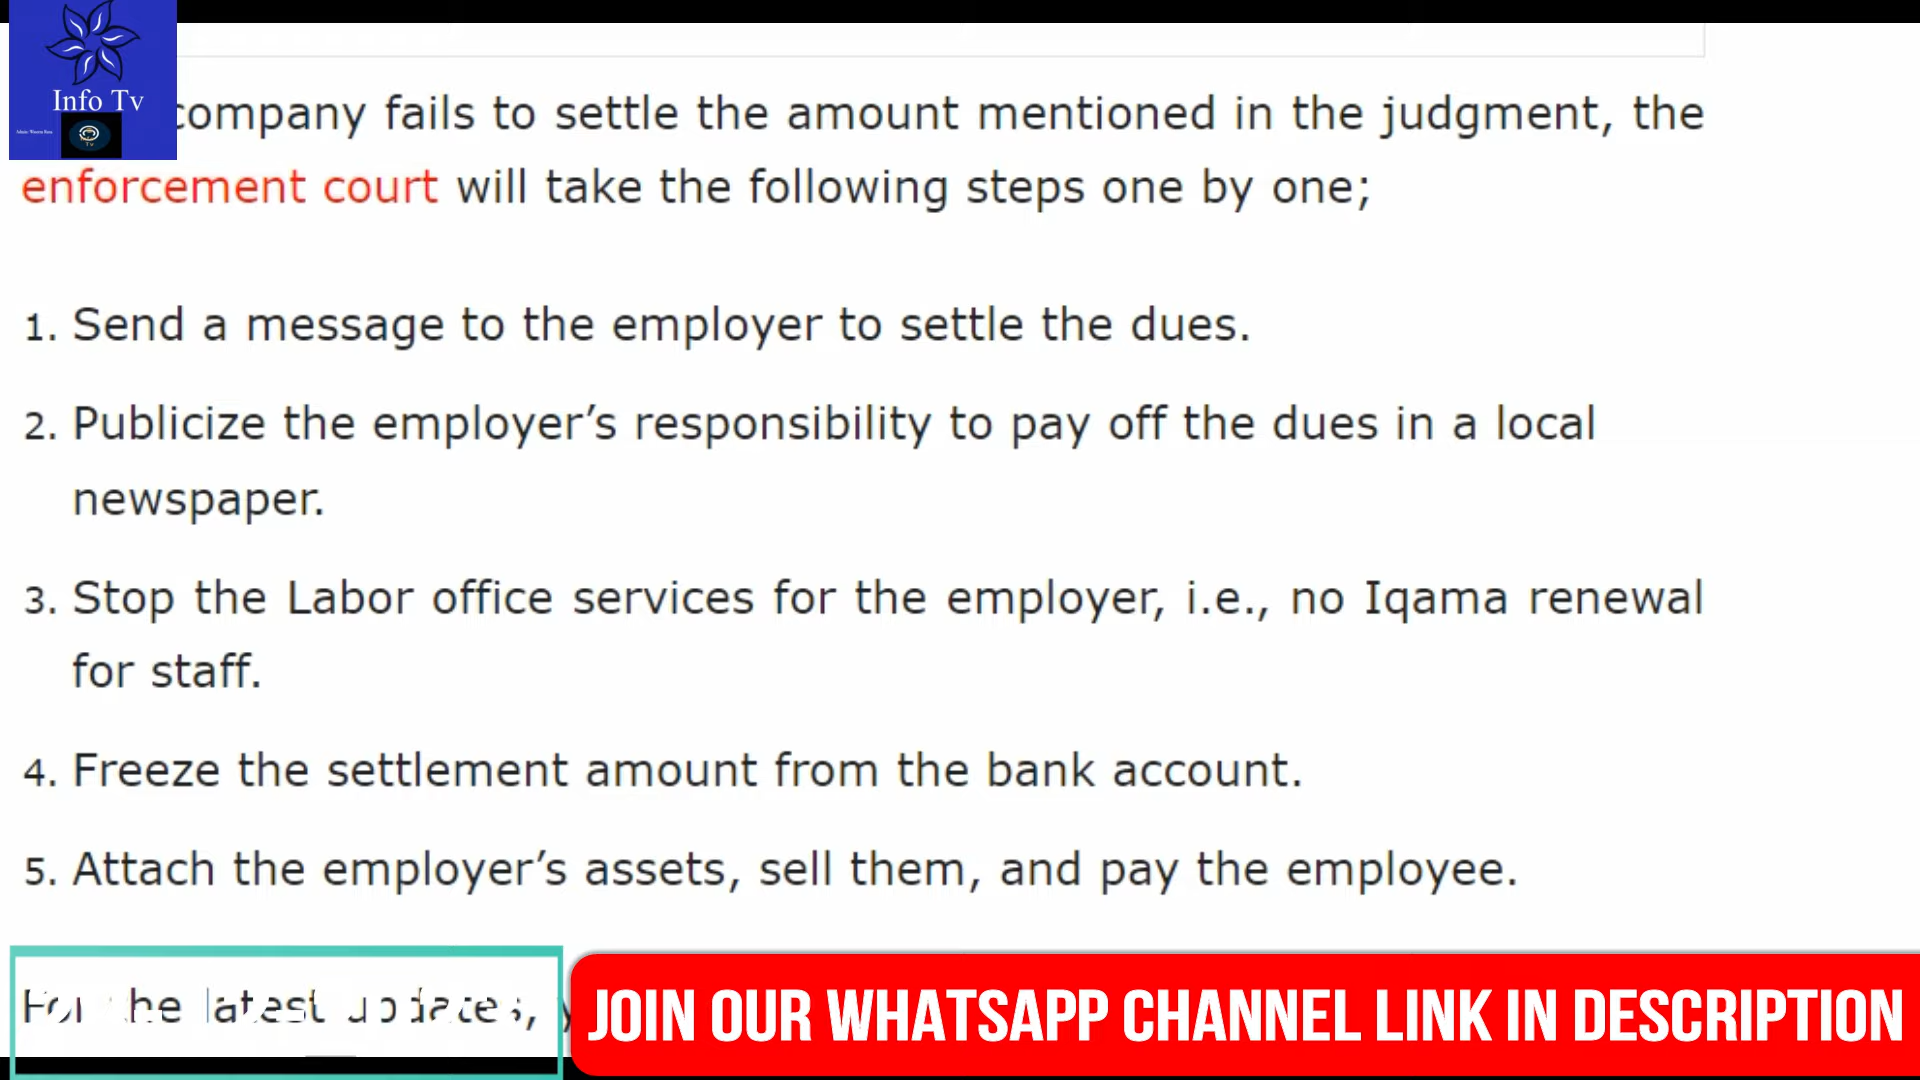 Info Tv
company fails to settle the amount mentioned in the judgment, the
enforcement court will take the following steps one by one;
1. Send a message to the employer to settle the dues.
2. Publicize the employer’s responsibility to pay off the dues in a local
newspaper.
3. Stop the Labor office services for the employer, i.e., no Iqama renewal
for staff.
4. Freeze the settlement amount from the bank account.
5. Attach the employer’s assets, sell them, and pay the employee.
For the latest updates,
JOIN OUR WHATSAPP CHANNEL LINK IN DESCRIPTION